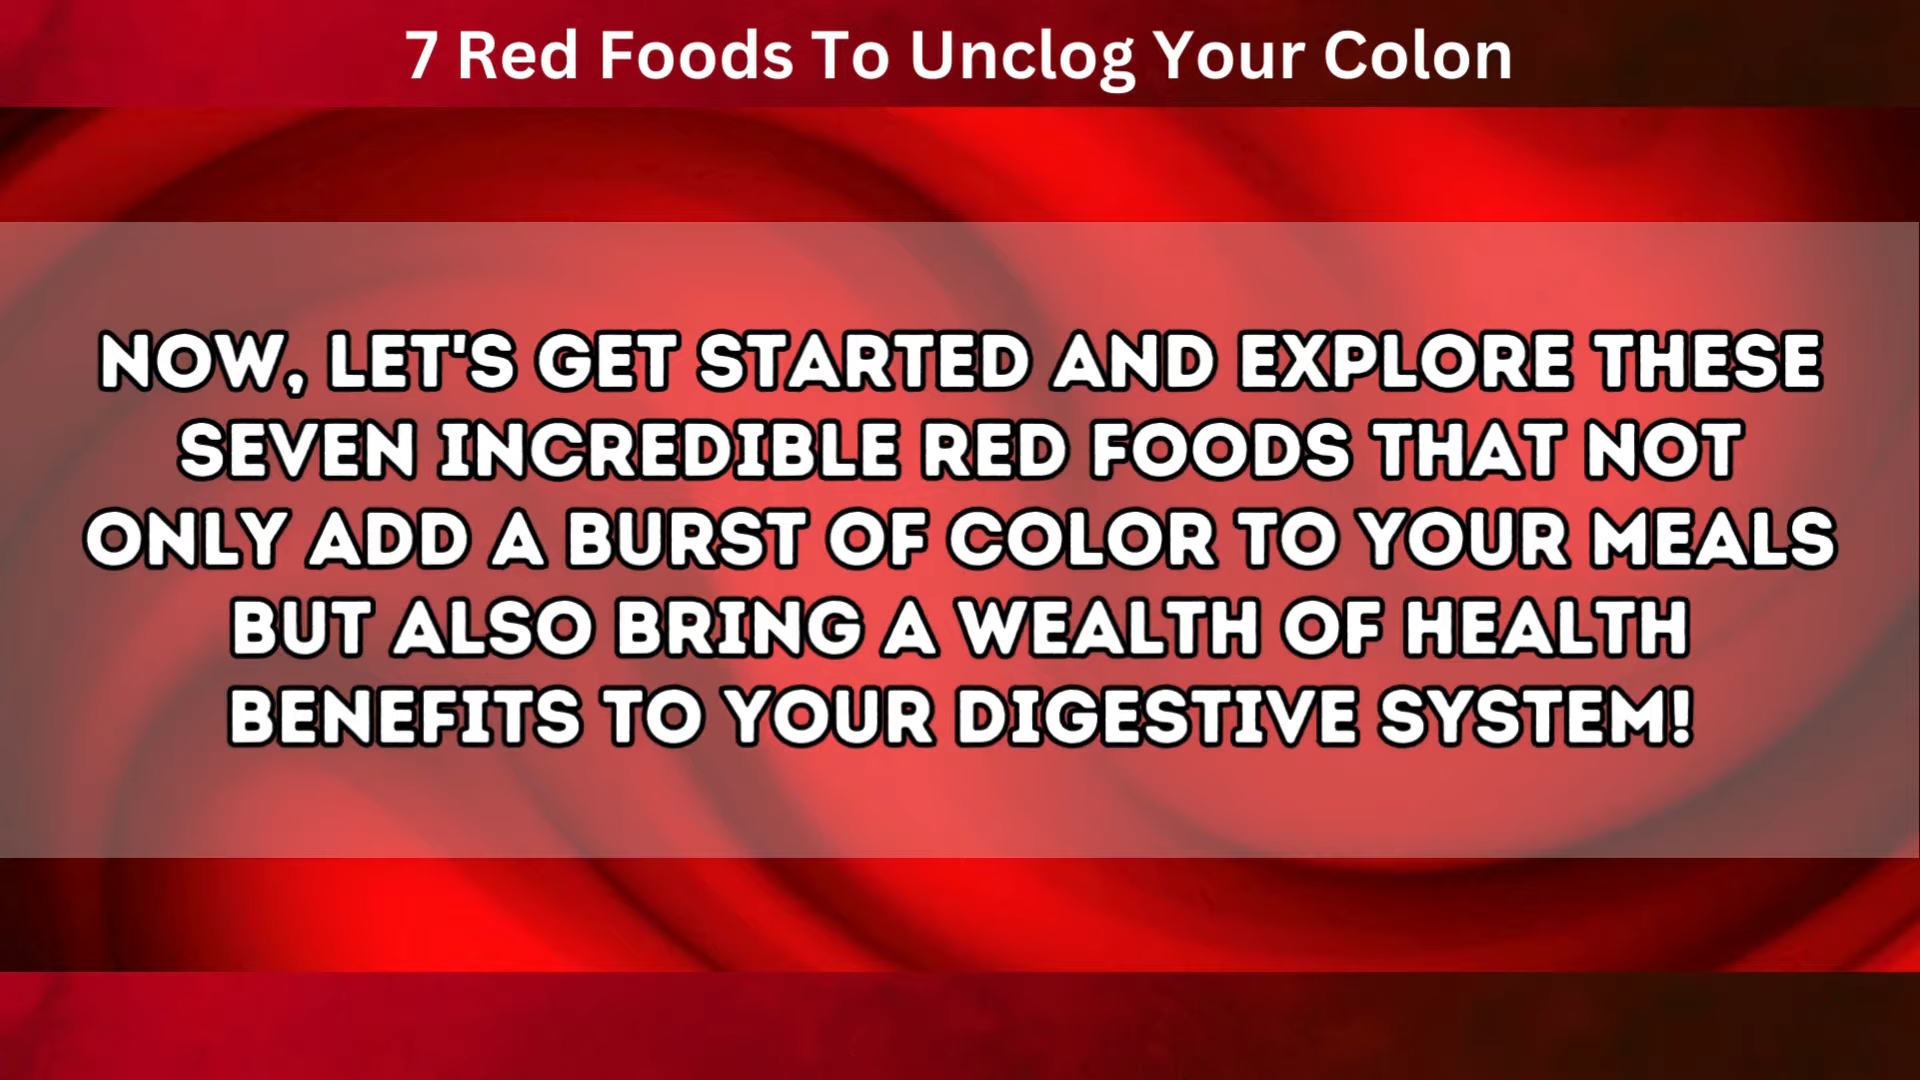 7 Red Foods To Unclog Your Colon
NOW, LET'S GET STARTED AND EXPLORE THESE
SEVEN INCREDIBLE RED FOODS THAT NOT
ONLY ADD A BURST OF COLOR TO YOUR MEALS
BUT ALSO BRING A WEALTH OF HEALTH
BENEFITS TO YOUR DIGESTIVE SYSTEM!